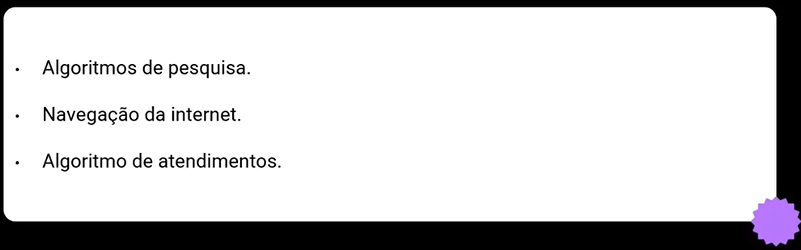 • Algoritmos de pesquisa.
• Navegação da internet.
• Algoritmo de atendimentos.